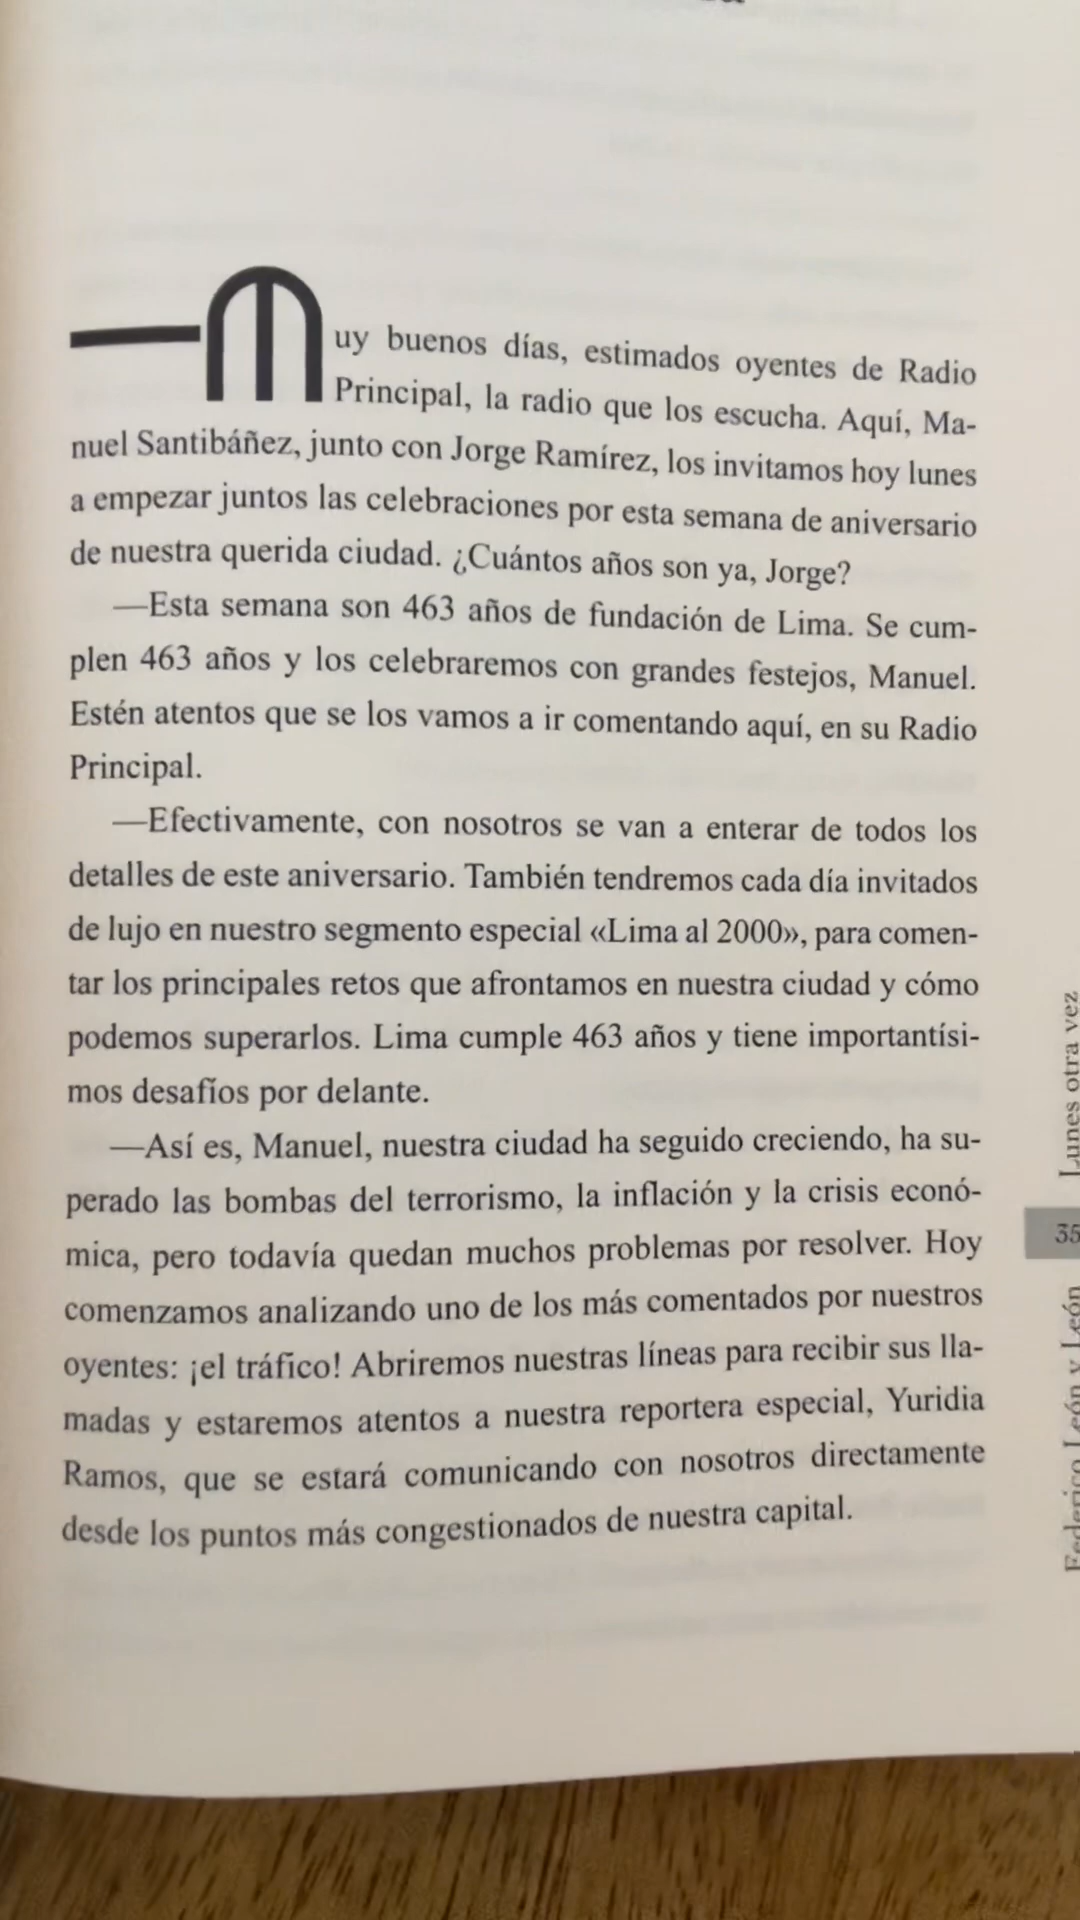 —Muy buenos días, estimados oyentes de Radio
Principal, la radio que los escucha. Aquí, Ma-
nuel Santibáñez, junto con Jorge Ramírez, los invitamos hoy lunes
a empezar juntos las celebraciones por esta semana de aniversario
de nuestra querida ciudad. ¿Cuántos años son ya, Jorge?
—Esta semana son 463 años de fundación de Lima. Se cum-
plen 463 años y los celebraremos con grandes festejos, Manuel.
Estén atentos que se los vamos a ir comentando aquí, en su Radio
Principal.
—Efectivamente, con nosotros se van a enterar de todos los
detalles de este aniversario. También tendremos cada día invitados
de lujo en nuestro segmento especial «Lima al 2000», para comen-
tar los principales retos que afrontamos en nuestra ciudad y cómo
podemos superarlos. Lima cumple 463 años y tiene importantísi-
mos desafíos por delante.
—Así es, Manuel, nuestra ciudad ha seguido creciendo, ha su-
perado las bombas del terrorismo, la inflación y la crisis econó-
mica, pero todavía quedan muchos problemas por resolver. Hoy
comenzamos analizando uno de los más comentados por nuestros
oyentes: ¡el tráfico! Abriremos nuestras líneas para recibir sus lla-
madas y estaremos atentos a nuestra reportera especial, Yuridia
Ramos, que se estará comunicando con nosotros directamente
desde los puntos más congestionados de nuestra capital.
Lunes otra vez
35
Federico León y León